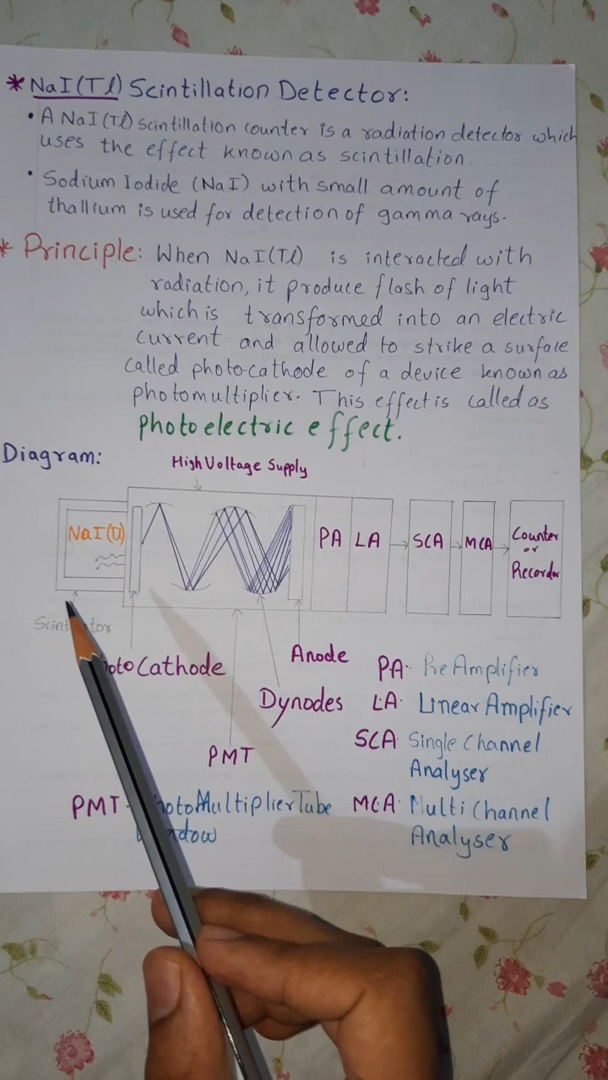 * NaI(Tl) Scintillation Detector:
• A NaI(Tl) scintillation counter is a radiation detector which
uses the effect known as scintillation.
• Sodium Iodide (NaI) with small amount of
thallium is used for detection of gamma rays.
* Principle: When NaI(Tl) is interacted with
radiation, it produce flash of light
which is transformed into an electric
current and allowed to strike a surface
called photo-cathode of a device known as
photomultiplier. This effect is called as
photoelectric effect.
Diagram:
High Voltage Supply
NaI(Tl)
PA LA SCA MCA Counter
or
Recorder
Cathode
Anode
Dynodes
PMT
PA. Pre Amplifier
LA. Linear Amplifier
SCA. Single Channel
Analyser
PMT. PhotoMultiplier Tube
MCA. Multi Channel
Analyser